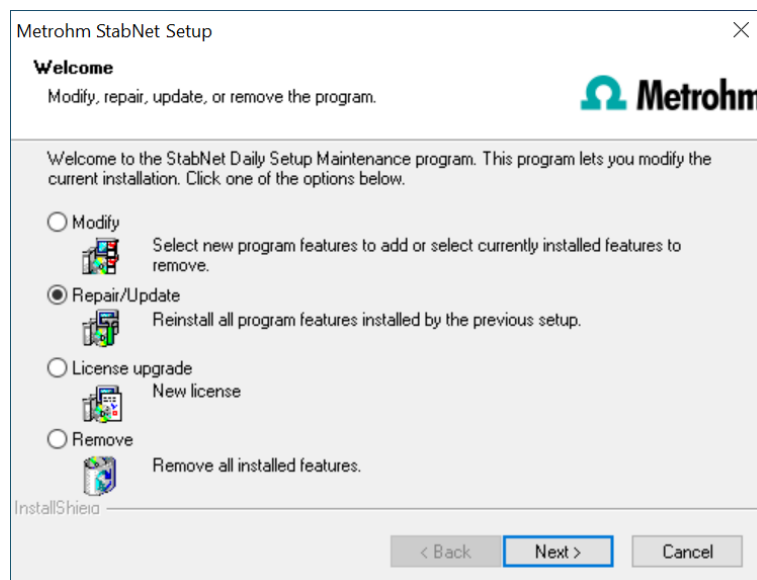 Metrohm StabNet Setup
Welcome
Modify, repair, update, or remove the program.
Metrohm
Welcome to the StabNet Daily Setup Maintenance program. This program lets you modify the
current installation. Click one of the options below.
Modify
Select new program features to add or select currently installed features to
remove.
Repair/Update
Reinstall all program features installed by the previous setup.
License upgrade
New license
Remove
Remove all installed features.
InstallShield
< Back
Next >
Cancel